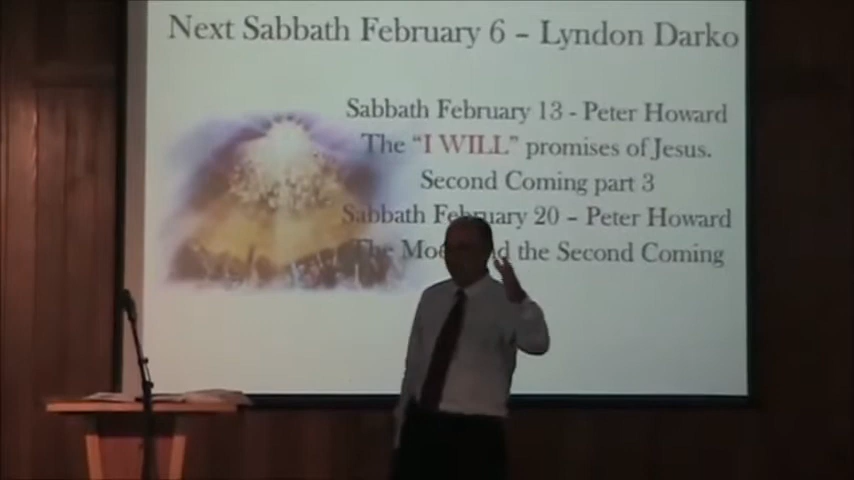 Next Sabbath February 6 – Lyndon Darko
Sabbath February 13 - Peter Howard
The "I WILL" promises of Jesus.
Second Coming part 3
Sabbath February 20 – Peter Howard
The the Second Coming